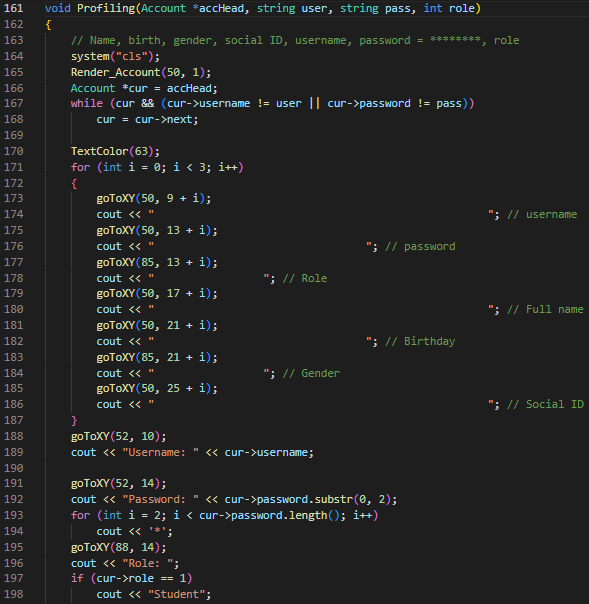 161 void Profiling(Account *accHead, string user, string pass, int role)
162 {
163     // Name, birth, gender, social ID, username, password = ********, role
164     system("cls");
165     Render_Account(50, 1);
166     Account *cur = accHead;
167     while (cur && (cur->username != user || cur->password != pass))
168         cur = cur->next;
169
170     TextColor(63);
171     for (int i = 0; i < 3; i++)
172     {
173         goToXY(50, 9 + i);
174         cout << "                                                     "; // username
175         goToXY(50, 13 + i);
176         cout << "                                  "; // password
177         goToXY(85, 13 + i);
178         cout << "                  "; // Role
179         goToXY(50, 17 + i);
180         cout << "                                                     "; // Full name
181         goToXY(50, 21 + i);
182         cout << "                                  "; // Birthday
183         goToXY(85, 21 + i);
184         cout << "                  "; // Gender
185         goToXY(50, 25 + i);
186         cout << "                                                     "; // Social ID
187     }
188     goToXY(52, 10);
189     cout << "Username: " << cur->username;
190
191     goToXY(52, 14);
192     cout << "Password: " << cur->password.substr(0, 2);
193     for (int i = 2; i < cur->password.length(); i++)
194         cout << '*';
195     goToXY(88, 14);
196     cout << "Role: ";
197     if (cur->role == 1)
198         cout << "Student";